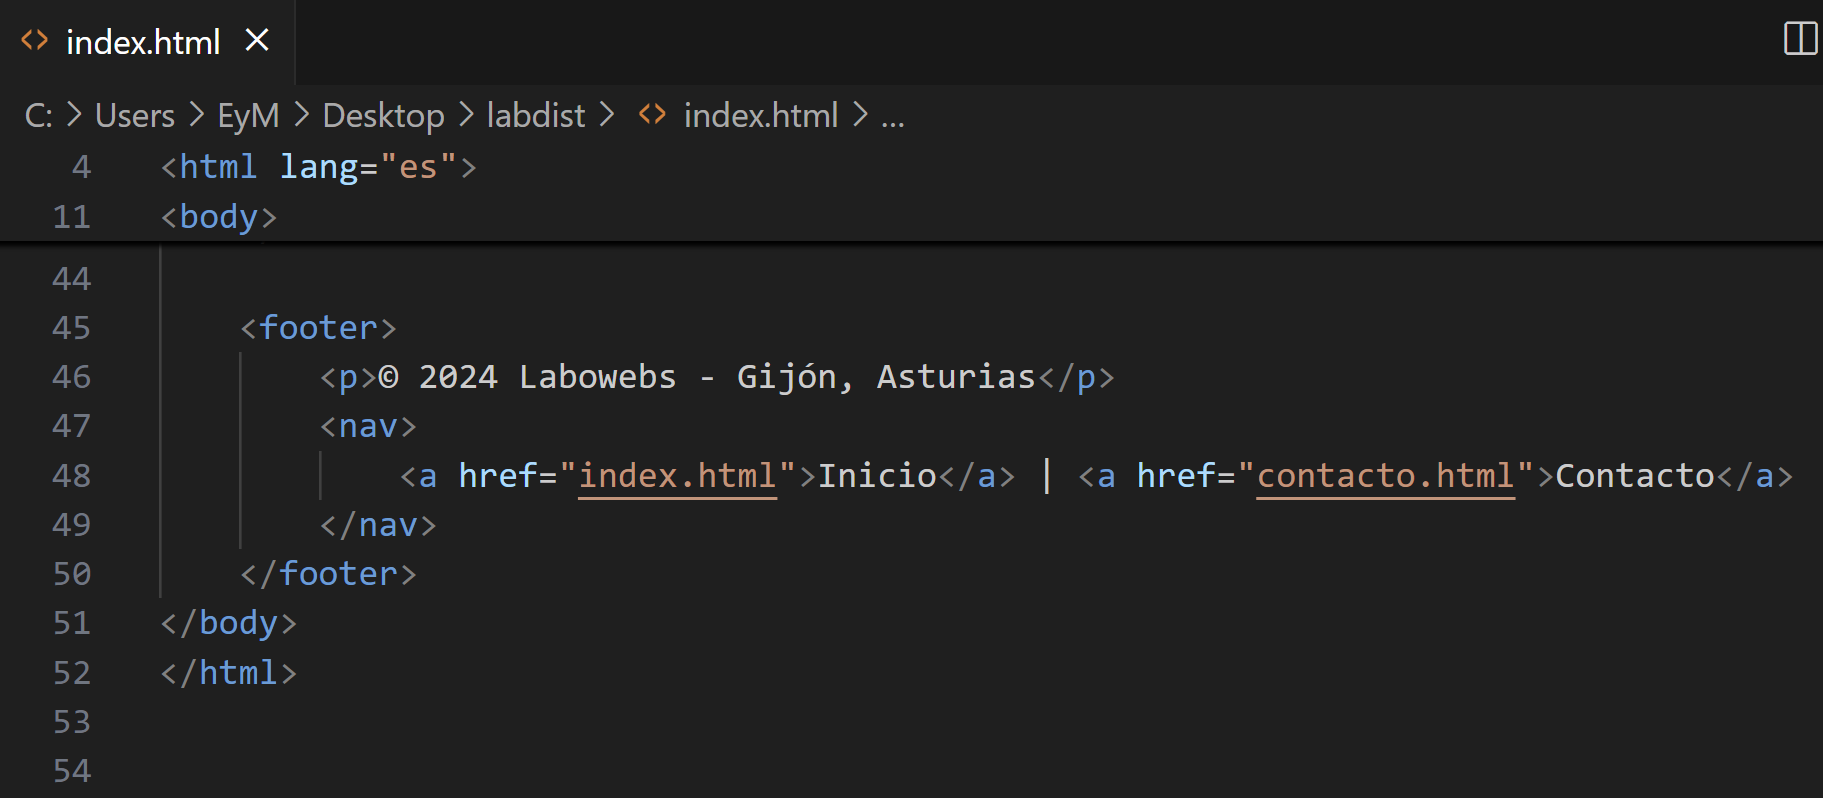 index.html
C: > Users > EyM > Desktop > labdist > <> index.html > ...
4 <html lang="es">
11 <body>
44
45 <footer>
46 <p>© 2024 Labowebs - Gijón, Asturias</p>
47 <nav>
48 <a href="index.html">Inicio</a> | <a href="contacto.html">Contacto</a>
49 </nav>
50 </footer>
51 </body>
52 </html>
53
54